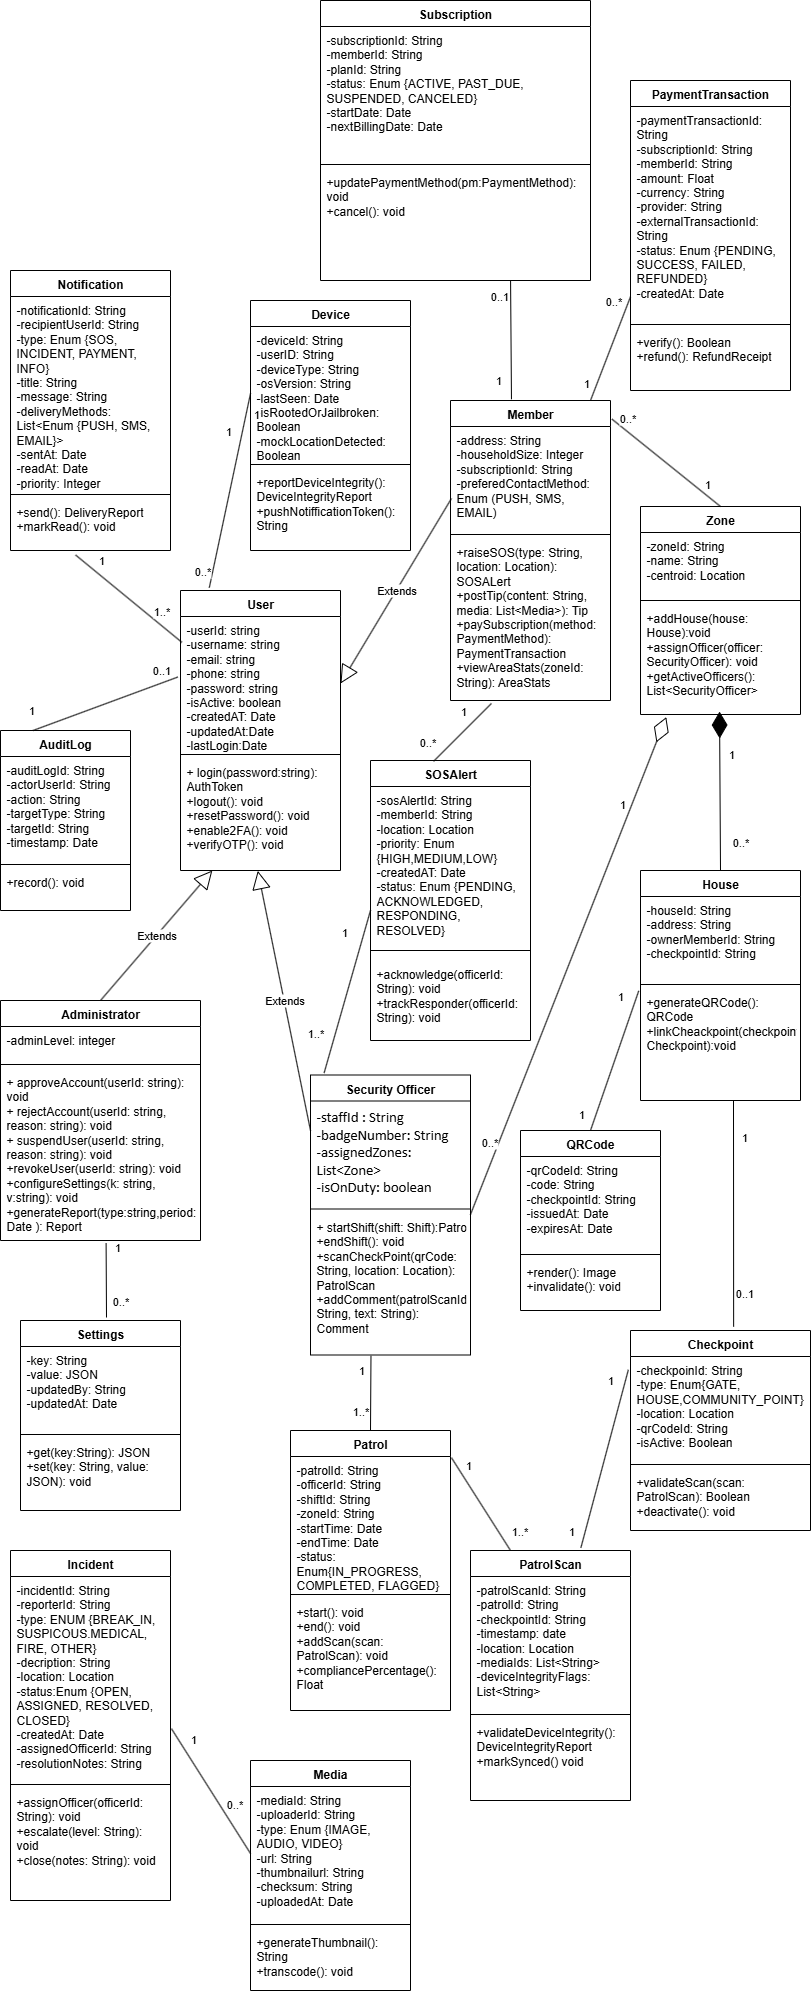 Subscription
-subscriptionId: String
-memberId: String
-planId: String
-status: Enum {ACTIVE, PAST_DUE,
SUSPENDED, CANCELED}
-startDate: Date
-nextBillingDate: Date
+updatePaymentMethod(pm:PaymentMethod):
void
+cancel(): void
0..1
1
PaymentTransaction
-paymentTransactionId:
String
-subscriptionId: String
-memberId: String
-amount: Float
-currency: String
-provider: String
-externalTransactionId:
String
-status: Enum {PENDING,
SUCCESS, FAILED,
REFUNDED}
-createdAt: Date
+verify(): Boolean
+refund(): RefundReceipt
0..*
1
Notification
-notificationId: String
-recipientUserId: String
-type: Enum {SOS,
INCIDENT, PAYMENT,
INFO}
-title: String
-message: String
-deliveryMethods:
List<Enum {PUSH, SMS,
EMAIL}>
-sentAt: Date
-readAt: Date
-priority: Integer
+send(): DeliveryReport
+markRead(): void
1
1..*
Device
-deviceId: String
-userID: String
-deviceType: String
-osVersion: String
-lastSeen: Date
isRootedOrJailbroken:
Boolean
-mockLocationDetected:
Boolean
+reportDeviceIntegrity():
DeviceIntegrityReport
+pushNotifficationToken():
String
1
1
0..*
Member
-address: String
-householdSize: Integer
-subscriptionId: String
-preferedContactMethod:
Enum (PUSH, SMS,
EMAIL)
+raiseSOS(type: String,
location: Location):
SOSALert
+postTip(content: String,
media: List<Media>): Tip
+paySubscription(method:
PaymentMethod):
PaymentTransaction
+viewAreaStats(zoneId:
String): AreaStats
0..*
1
Extends
1
0..*
Zone
-zoneId: String
-name: String
-centroid: Location
+addHouse(house:
House):void
+assignOfficer(officer:
SecurityOfficer): void
+getActiveOfficers():
List<SecurityOfficer>
1
0..*
1
0..*
User
-userId: string
-username: string
-email: string
-phone: string
-password: string
-isActive: boolean
-createdAT: Date
-updatedAt:Date
-lastLogin:Date
+ login(password:string):
AuthToken
+logout(): void
+resetPassword(): void
+enable2FA(): void
+verifyOTP(): void
0..1
1
AuditLog
-auditLogId: String
-actorUserId: String
-action: String
-targetType: String
-targetId: String
-timestamp: Date
+record(): void
Extends
Extends
SOSAlert
-sosAlertId: String
-memberId: String
-location: Location
-priority: Enum
{HIGH,MEDIUM,LOW}
-createdAT: Date
-status: Enum {PENDING,
ACKNOWLEDGED,
RESPONDING,
RESOLVED}
+acknowledge(officerId:
String): void
+trackResponder(officerId:
String): void
1
1..*
House
-houseId: String
-address: String
-ownerMemberId: String
-checkpointId: String
+generateQRCode():
QRCode
+linkCheackpoint(checkpoin
Checkpoint):void
1
1
1
0..1
Administrator
-adminLevel: integer
+ approveAccount(userId: string):
void
+ rejectAccount(userId: string,
reason: string): void
+ suspendUser(userId: string,
reason: string): void
+revokeUser(userId: string): void
+configureSettings(k: string,
v:string): void
+generareReport(type:string,period:
Date ): Report
1
0..*
Security Officer
-staffId : String
-badgeNumber: String
-assignedZones:
List<Zone>
-isOnDuty: boolean
+ startShift(shift: Shift):Patro
+endShift(): void
+scanCheckPoint(qrCode:
String, location: Location):
PatrolScan
+addComment(patrolScanId
String, text: String):
Comment
1
1..*
QRCode
-qrCodeId: String
-code: String
-checkpointId: String
-issuedAt: Date
-expiresAt: Date
+render(): Image
+invalidate(): void
Settings
-key: String
-value: JSON
-updatedBy: String
-updatedAt: Date
+get(key:String): JSON
+set(key: String, value:
JSON): void
Checkpoint
-checkpoinId: String
-type: Enum{GATE,
HOUSE,COMMUNITY_POINT}
-location: Location
-qrCodeId: String
-isActive: Boolean
+validateScan(scan:
PatrolScan): Boolean
+deactivate(): void
1
1
Patrol
-patrolId: String
-officerId: String
-shiftId: String
-zoneId: String
-startTime: Date
-endTime: Date
-status:
Enum{IN_PROGRESS,
COMPLETED, FLAGGED}
+start(): void
+end(): void
+addScan(scan:
PatrolScan): void
+compliancePercentage():
Float
1
1..*
PatrolScan
-patrolScanId: String
-patrolId: String
-checkpointId: String
-timestamp: date
-location: Location
-mediaIds: List<String>
-deviceIntegrityFlags:
List<String>
+validateDeviceIntegrity():
DeviceIntegrityReport
+markSynced() void
Incident
-incidentId: String
-reporterId: String
-type: ENUM {BREAK_IN,
SUSPICOUS.MEDICAL,
FIRE, OTHER}
-decription: String
-location: Location
-status:Enum {OPEN,
ASSIGNED, RESOLVED,
CLOSED}
-createdAt: Date
-assignedOfficerId: String
-resolutionNotes: String
+assignOfficer(officerId:
String): void
+escalate(level: String):
void
+close(notes: String): void
1
0..*
Media
-mediaId: String
-uploaderId: String
-type: Enum {IMAGE,
AUDIO, VIDEO}
-url: String
-thumbnailurl: String
-checksum: String
-uploadedAt: Date
+generateThumbnail():
String
+transcode(): void